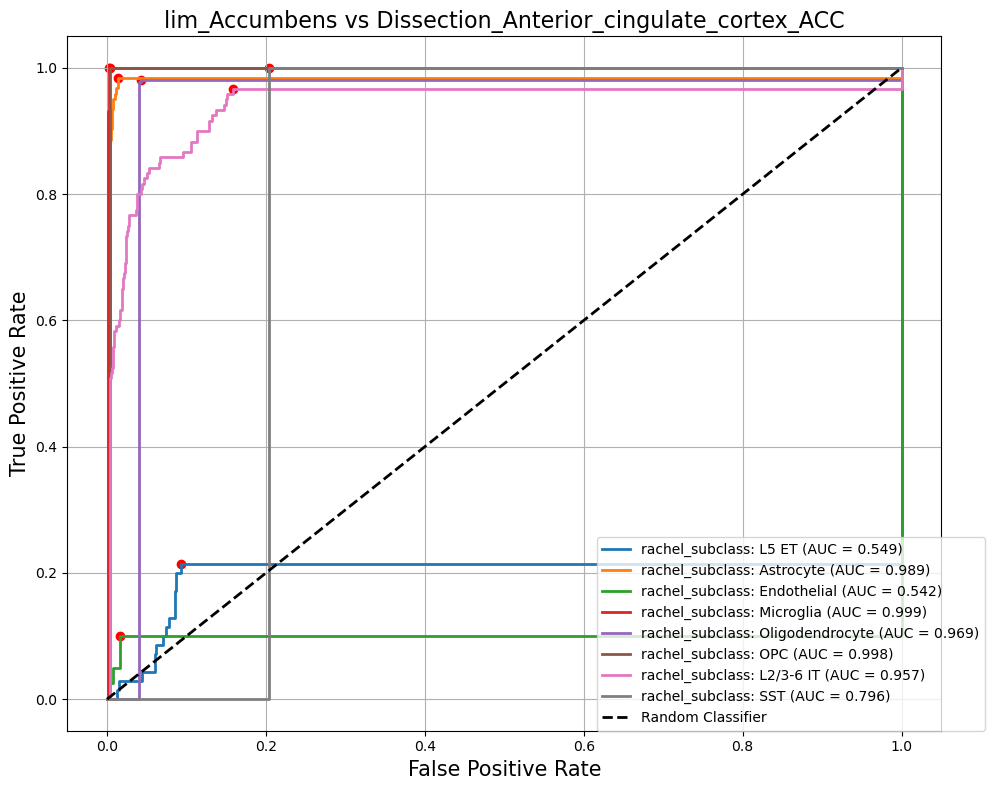 lim_Accumbens vs Dissection_Anterior_cingulate_cortex_ACC
True Positive Rate
1.0
0.8
0.6
0.4
0.2
0.0
rachel_subclass: L5 ET (AUC = 0.549)
rachel_subclass: Astrocyte (AUC = 0.989)
rachel_subclass: Endothelial (AUC = 0.542)
rachel_subclass: Microglia (AUC = 0.999)
rachel_subclass: Oligodendrocyte (AUC = 0.969)
rachel_subclass: OPC (AUC = 0.998)
rachel_subclass: L2/3-6 IT (AUC = 0.957)
rachel_subclass: SST (AUC = 0.796)
Random Classifier
0.0 0.2 0.4 0.6 0.8 1.0
False Positive Rate